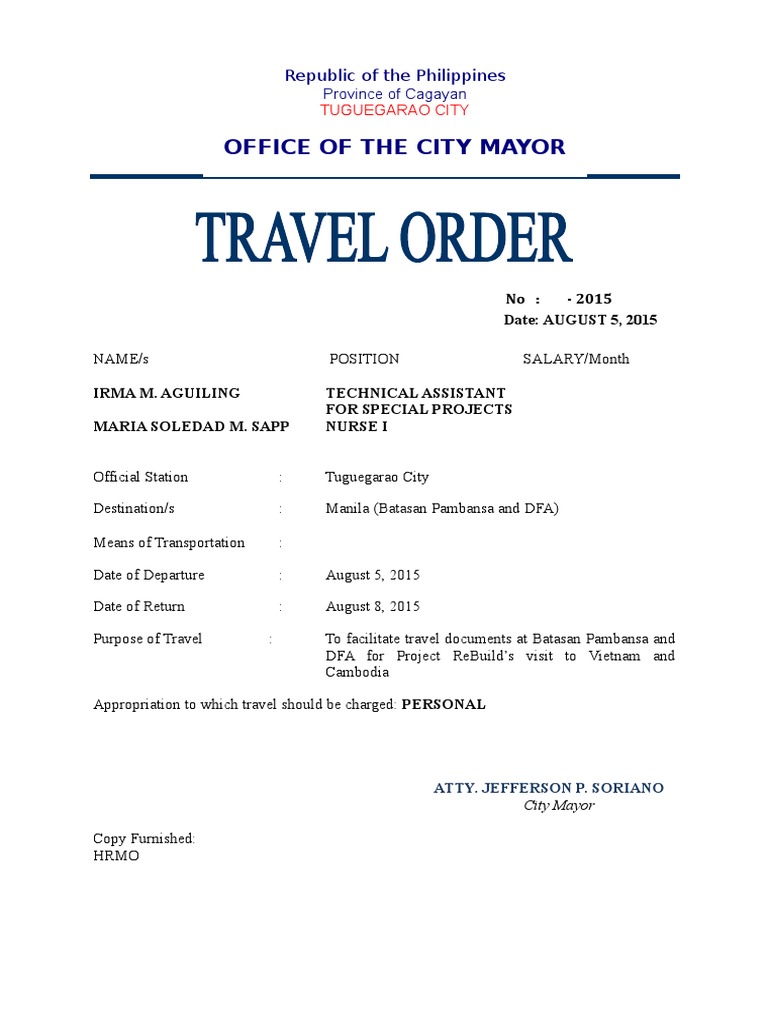 Republic of the Philippines
Province of Cagayan
TUGUEGARAO CITY
OFFICE OF THE CITY MAYOR
TRAVEL ORDER
No : - 2015
Date: AUGUST 5, 2015
NAME/s POSITION SALARY/Month
IRMA M. AGUILING TECHNICAL ASSISTANT
FOR SPECIAL PROJECTS
MARIA SOLEDAD M. SAPP NURSE I
Official Station : Tuguegarao City
Destination/s : Manila (Batasan Pambansa and DFA)
Means of Transportation :
Date of Departure : August 5, 2015
Date of Return : August 8, 2015
Purpose of Travel : To facilitate travel documents at Batasan Pambansa and
DFA for Project ReBuild's visit to Vietnam and
Cambodia
Appropriation to which travel should be charged: PERSONAL
ATTY. JEFFERSON P. SORIANO
City Mayor
Copy Furnished:
HRMO